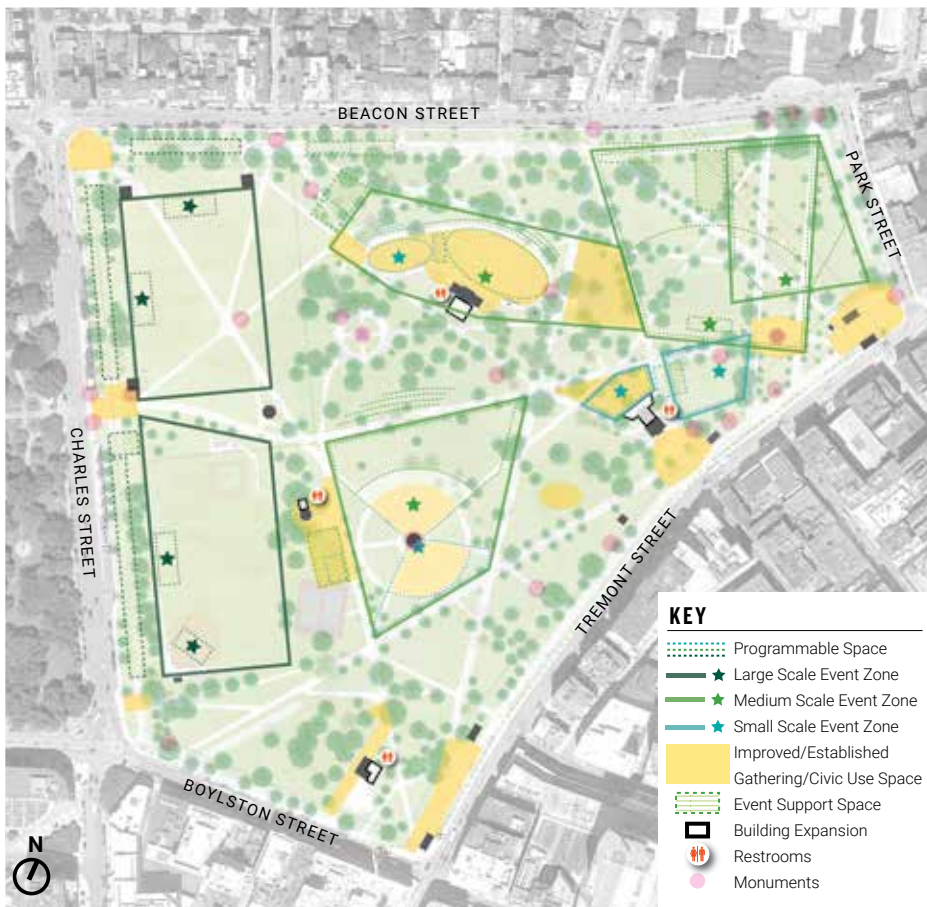 BEACON STREET
PARK STREET
CHARLES STREET
TREMONT STREET
BOYLSTON STREET
N
KEY
Programmable Space
Large Scale Event Zone
Medium Scale Event Zone
Small Scale Event Zone
Improved/Established
Gathering/Civic Use Space
Event Support Space
Building Expansion
Restrooms
Monuments